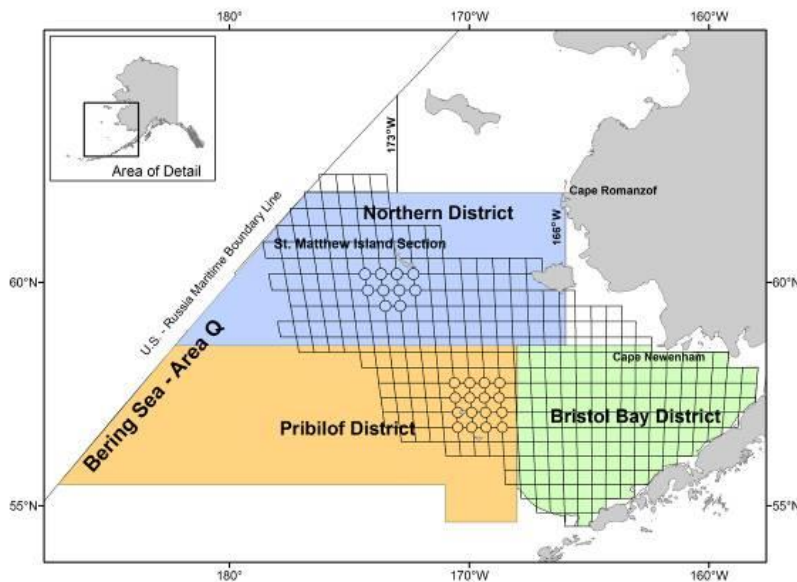 180°
170°W
160°W
Area of Detail
173°W
Cape Romanzof
Northern District
166°W
St. Matthew Island Section
U.S. - Russia Maritime Boundary Line
60°N
60°N
Cape Newenham
Bering Sea - Area Q
Pribilof District
Bristol Bay District
55°N
55°N
180°
170°W
160°W